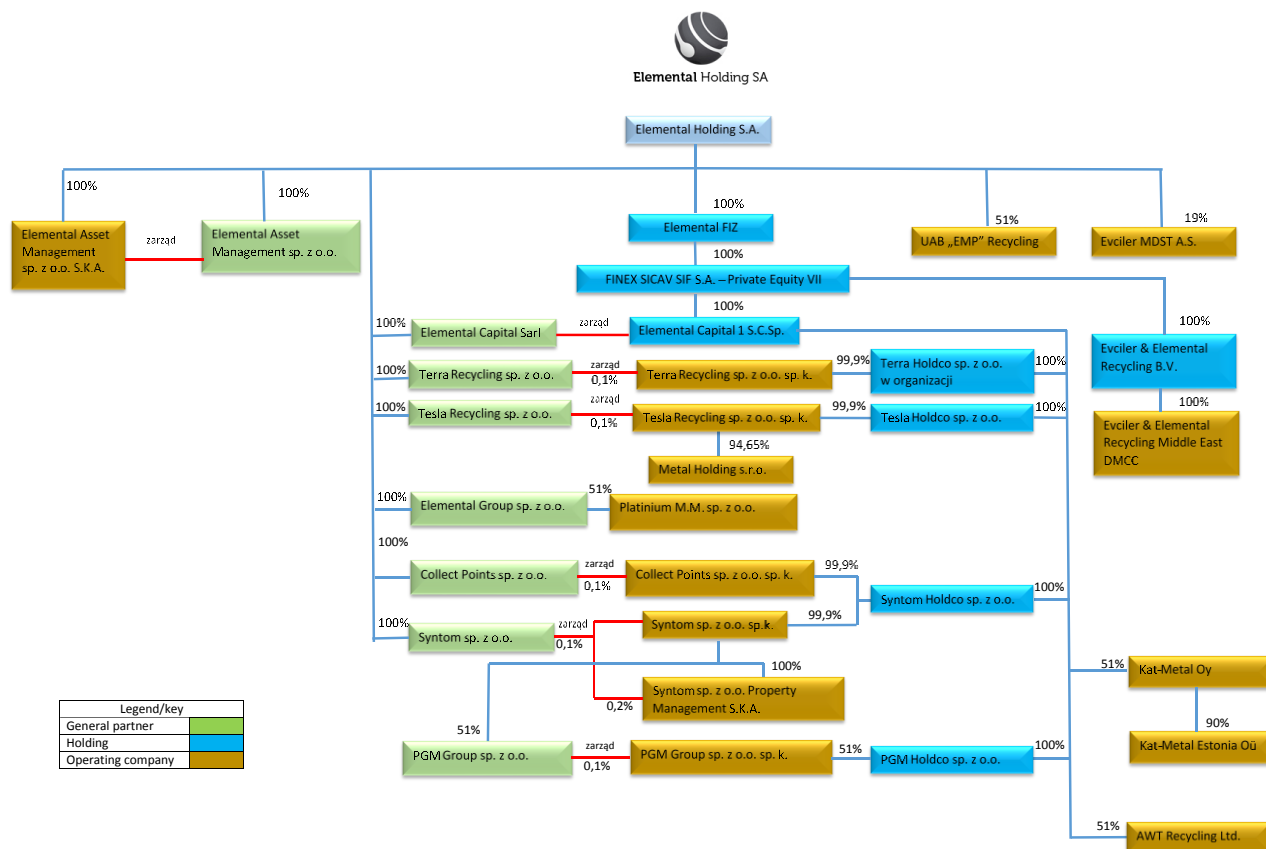 Elemental Holding SA
Elemental Holding S.A.
100%
100%
100%
51%
19%
Elemental Asset
Management
sp. z o.o. S.K.A.
zarząd
Elemental Asset
Management sp. z o.o.
Elemental FIZ
UAB „EMP” Recycling
Evciler MDST A.S.
100%
FINEX SICAV SIF S.A. – Private Equity VII
100%
100%
100%
Elemental Capital Sarl
zarząd
Elemental Capital 1 S.C.Sp.
Evciler & Elemental
Recycling B.V.
100%
Terra Recycling sp. z o.o.
zarząd
0,1%
Terra Recycling sp. z o.o. sp. k.
99,9%
Terra Holdco sp. z o.o.
w organizacji
100%
100%
100%
Tesla Recycling sp. z o.o.
zarząd
0,1%
Tesla Recycling sp. z o.o. sp. k.
99,9%
Tesla Holdco sp. z o.o.
100%
Evciler & Elemental
Recycling Middle East
DMCC
94,65%
Metal Holding s.r.o.
100%
Elemental Group sp. z o.o.
51%
Platinium M.M. sp. z o.o.
100%
Collect Points sp. z o.o.
zarząd
0,1%
Collect Points sp. z o.o. sp. k.
99,9%
Syntom Holdco sp. z o.o.
100%
100%
Syntom sp. z o.o.
zarząd
0,1%
Syntom sp. z o.o. sp.k.
99,9%
100%
0,2%
Syntom sp. z o.o. Property
Management S.K.A.
51%
Kat-Metal Oy
90%
Kat-Metal Estonia Oü
51%
PGM Group sp. z o.o.
zarząd
0,1%
PGM Group sp. z o.o. sp. k.
51%
PGM Holdco sp. z o.o.
100%
51%
AWT Recycling Ltd.
Legend/key
General partner
Holding
Operating company